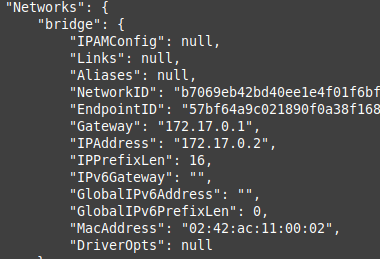 "Networks": {
"bridge": {
"IPAMConfig": null,
"Links": null,
"Aliases": null,
"NetworkID": "b7069eb42bd40ee1e4f01f6bf
"EndpointID": "57bf64a9c021890f0a38f168
"Gateway": "172.17.0.1",
"IPAddress": "172.17.0.2",
"IPPrefixLen": 16,
"IPv6Gateway": "",
"GlobalIPv6Address": "",
"GlobalIPv6PrefixLen": 0,
"MacAddress": "02:42:ac:11:00:02",
"DriverOpts": null
}